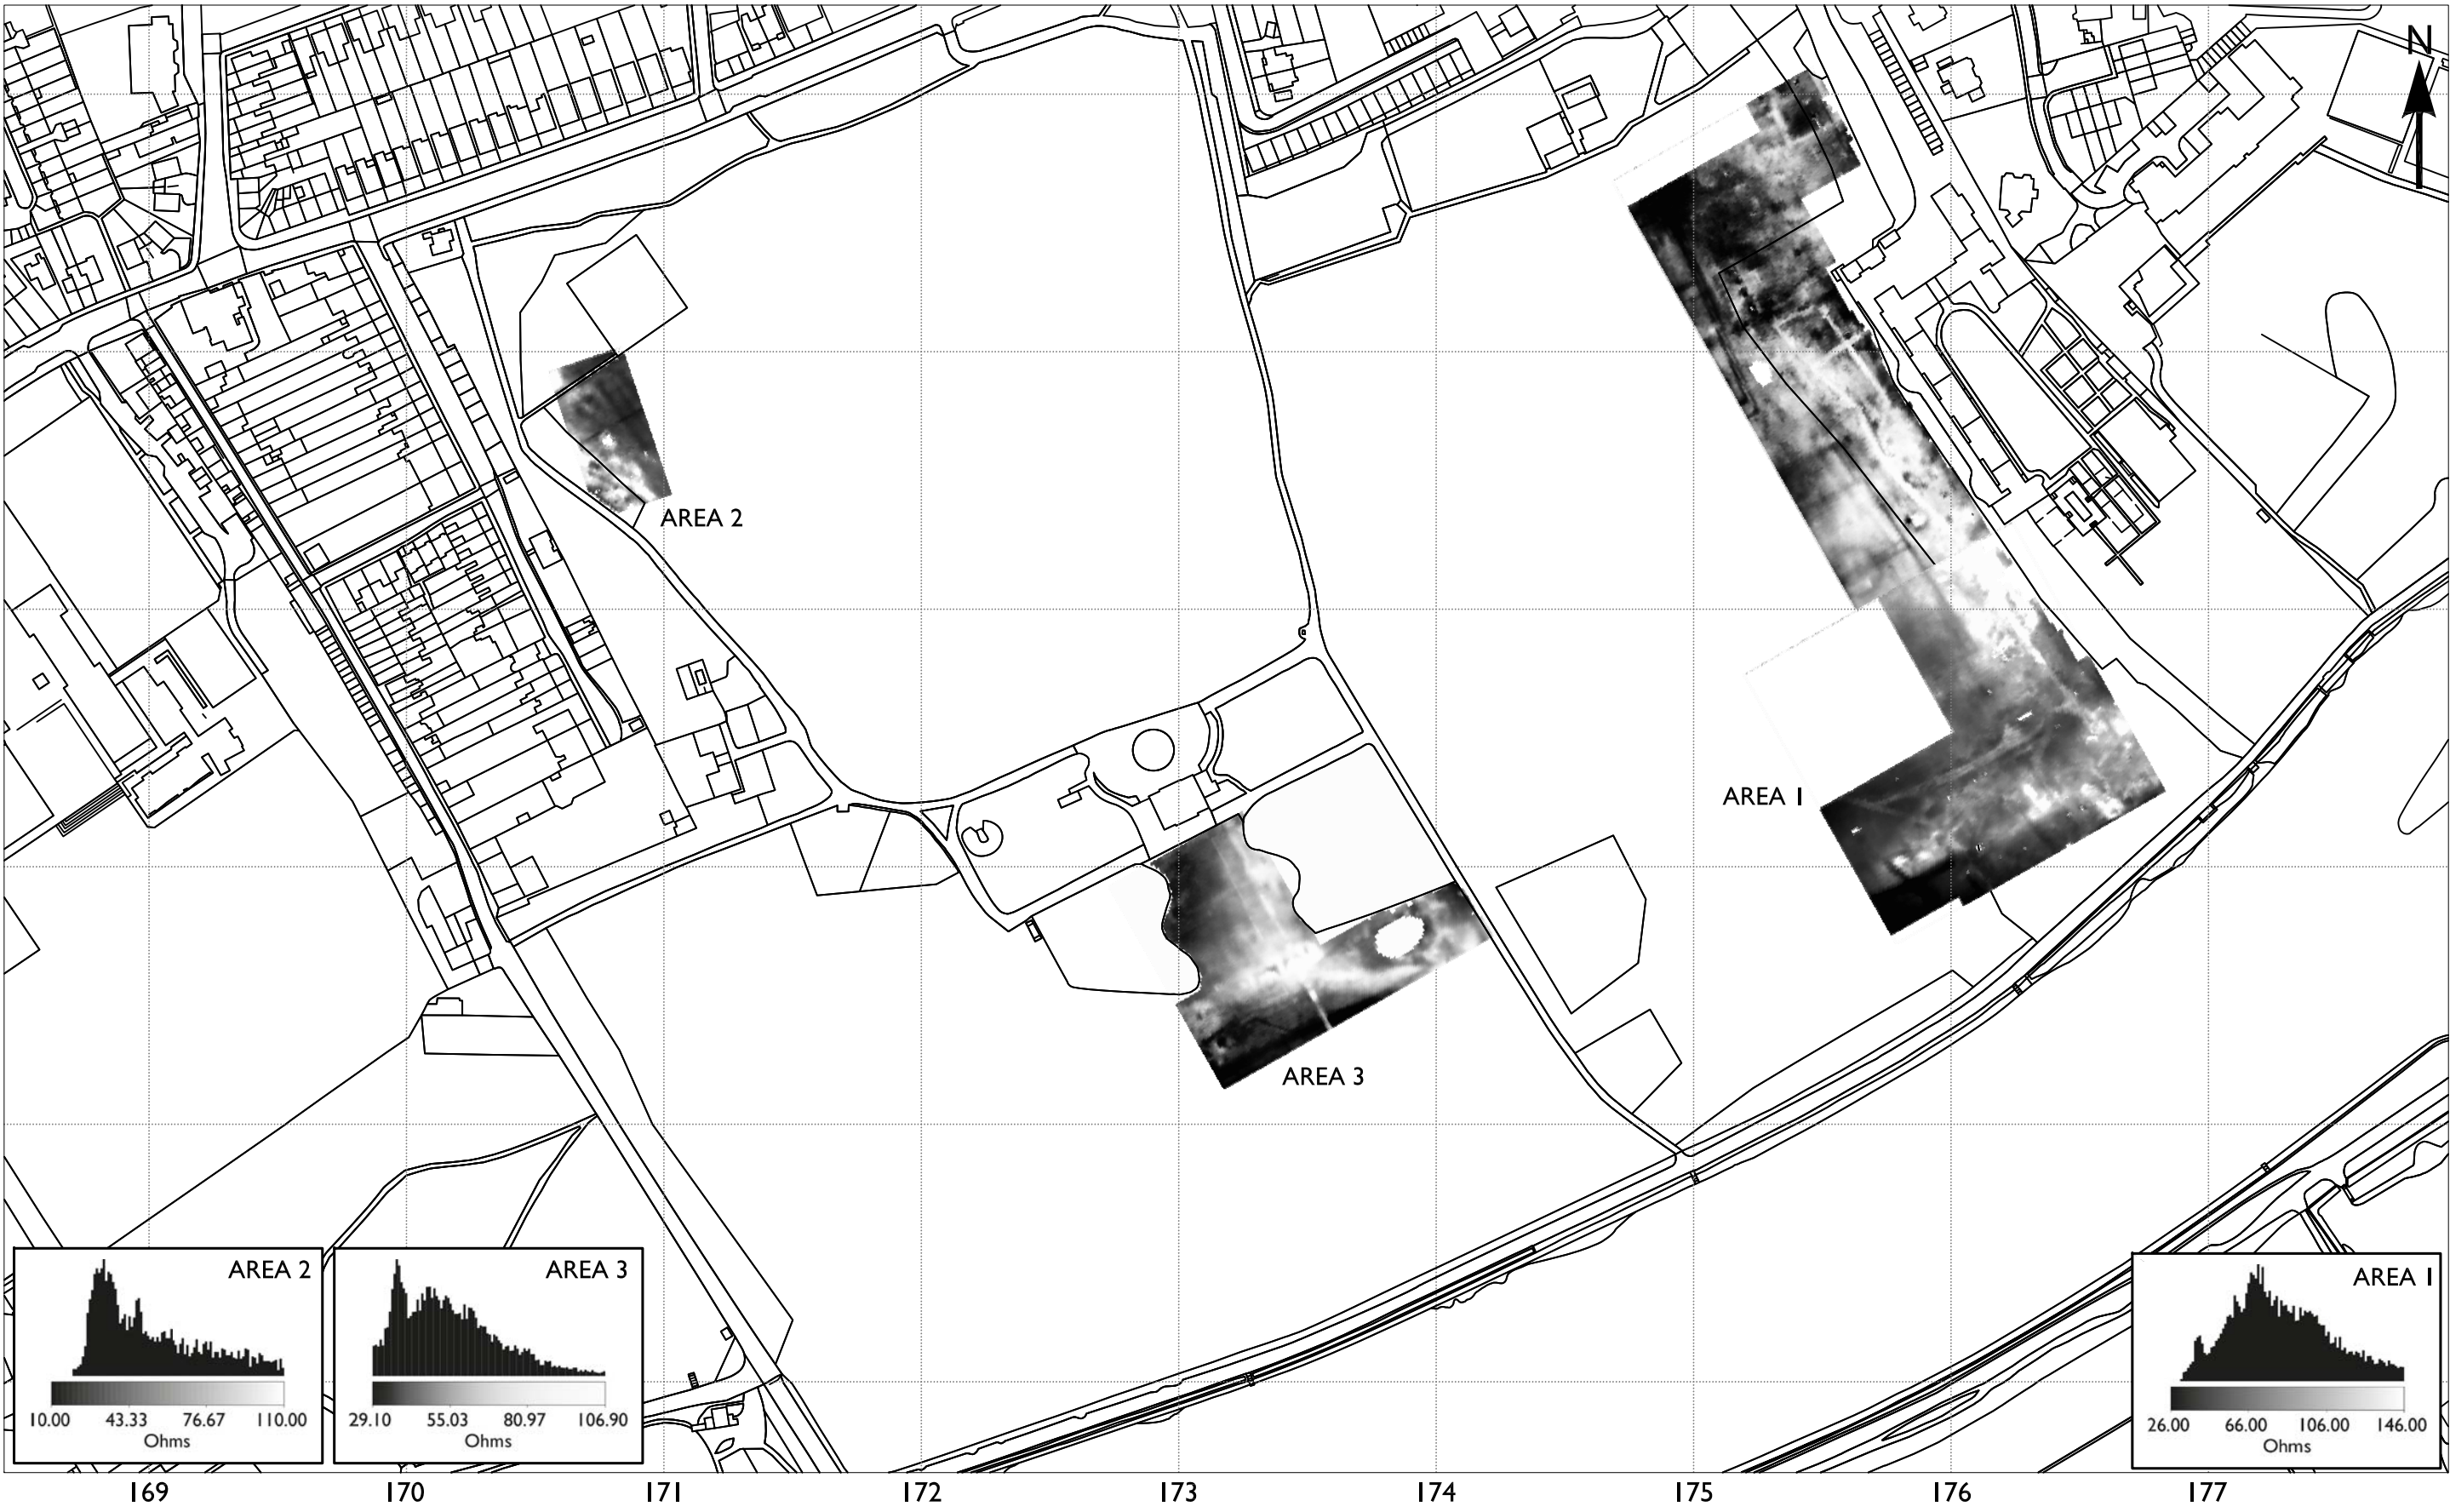 N
AREA 2
AREA 1
AREA 3
AREA 2
10.00 43.33 76.67 110.00
Ohms
AREA 3
29.10 55.03 80.97 106.90
Ohms
AREA 1
26.00 66.00 106.00 146.00
Ohms
169 170 171 172 173 174 175 176 177